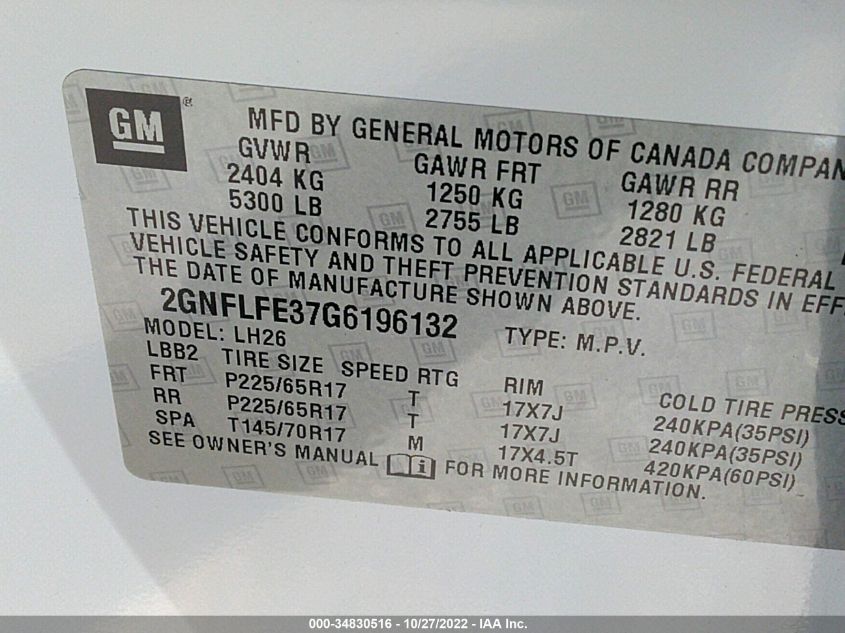 GM ®
MFD BY GENERAL MOTORS OF CANADA COMPAN
GVWR GAWR FRT GAWR RR
2404 KG 1250 KG 1280 KG
5300 LB 2755 LB 2821 LB
THIS VEHICLE CONFORMS TO ALL APPLICABLE U.S. FEDERAL
VEHICLE SAFETY AND THEFT PREVENTION STANDARDS IN EFF
THE DATE OF MANUFACTURE SHOWN ABOVE.
2GNFLFE37G6196132 TYPE: M.P.V.
MODEL: LH26
LBB2 TIRE SIZE SPEED RTG RIM COLD TIRE PRESS
FRT P225/65R17 T 17X7J 240KPA(35PSI)
RR P225/65R17 T 17X7J 240KPA(35PSI)
SPA T145/70R17 M 17X4.5T 420KPA(60PSI)
SEE OWNER'S MANUAL i FOR MORE INFORMATION.
000-34830516 - 10/27/2022 - IAA Inc.